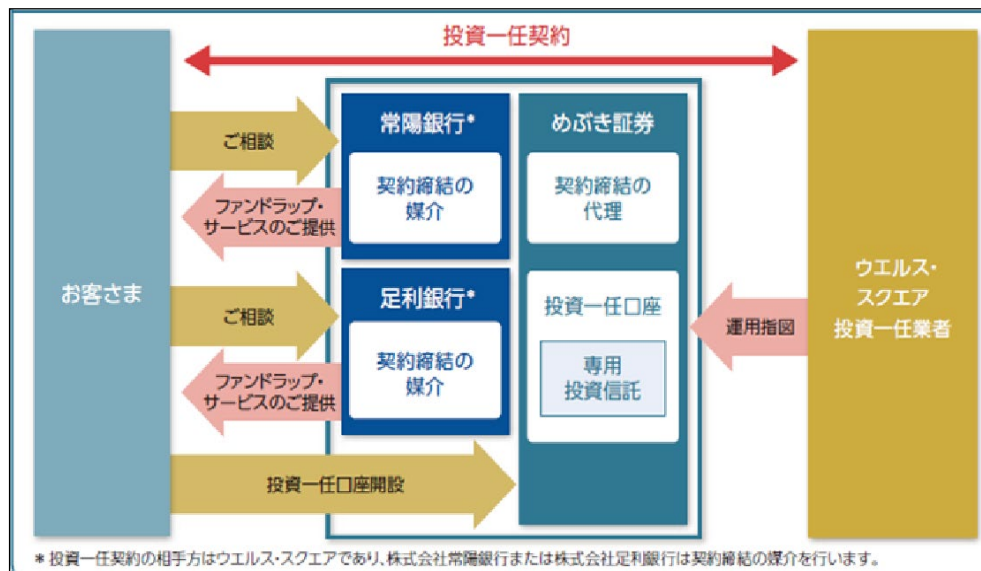 投資一任契約
お客さま
ご相談
ファンドラップ・
サービスのご提供
ご相談
ファンドラップ・
サービスのご提供
投資一任口座開設
常陽銀行*
契約締結の
媒介
足利銀行*
契約締結の
媒介
めぶき証券
契約締結の
代理
投資一任口座
専用
投資信託
運用指図
ウエルス・
スクエア
投資一任業者
* 投資一任契約の相手方はウエルス・スクエアであり、株式会社常陽銀行または株式会社足利銀行は契約締結の媒介を行います。